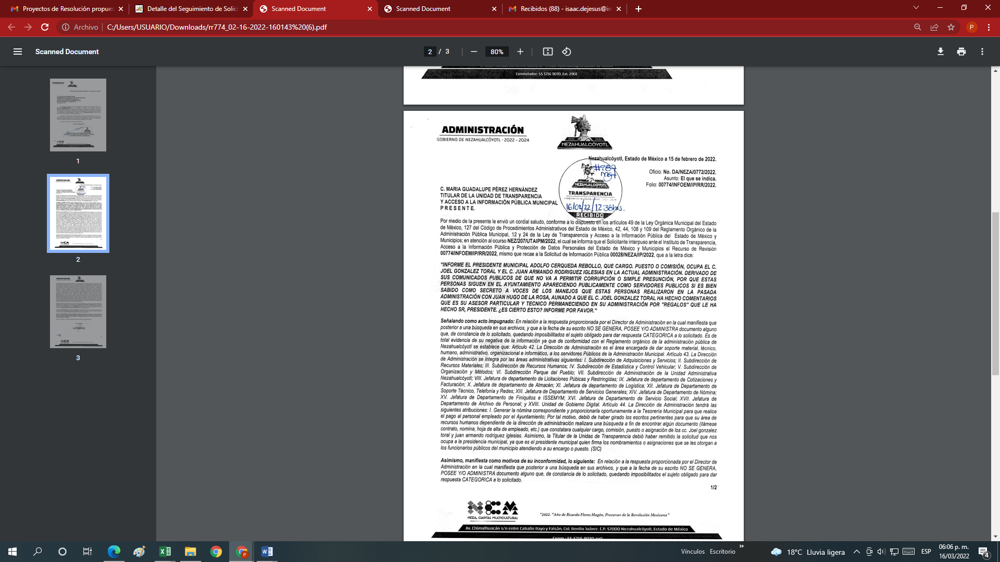 Proyectos de Resolución propues
Detalle del Seguimiento de Solici
Scanned Document
Scanned Document
Recibidos (88) - isaac.dejesus@in
Archivo
C:/Users/USUARIO/Downloads/rr774_02-16-2022-160143%20(6).pdf
P
Scanned Document
2 / 3
80%
1
2
3
Conmutador: 55 5716 9070, Ext. 2901
ADMINISTRACIÓN
GOBIERNO DE NEZAHUALCÓYOTL · 2022 - 2024
2022 2024
NEZAHUALCÓYOTL
Nezahualcóyotl, Estado de México a 15 de febrero de 2022.
Oficio: No. DA/NEZA/0772/2022.
Asunto: El que se indica.
Folio: 00774/INFOEM/IP/RR/2022.
#287
NEZAHUALCÓYOTL
TRANSPARENCIA
16/02/22/12:38hrs.
RECIBIDO
C. MARIA GUADALUPE PÉREZ HERNÁNDEZ
TITULAR DE LA UNIDAD DE TRANSPARENCIA
Y ACCESO A LA INFORMACIÓN PÚBLICA MUNICIPAL
P R E S E N T E.
Por medio de la presente le envió un cordial saludo, conforme a lo dispuesto en los artículos 49 de la Ley Orgánica Municipal del Estado
de México, 127 del Código de Procedimientos Administrativos del Estado de México, 42, 44, 108 y 109 del Reglamento Orgánico de la
Administración Pública Municipal, 12 y 24 de la Ley de Transparencia y Acceso a la Información Pública del Estado de México y
Municipios; en atención al ocurso NEZ/207/UTAIPM/2022, el cual se informa que el Solicitante interpuso ante el Instituto de Transparencia,
Acceso a la Información Pública y Protección de Datos Personales del Estado de México y Municipios el Recurso de Revisión
00774/INFOEM/IP/RR/2022, mismo que recae a la Solicitud de Información Pública 00028/NEZA/IP/2022, que a la letra dice:
"INFORME EL PRESIDENTE MUNICIPAL ADOLFO CERQUEDA REBOLLO, QUE CARGO. PUESTO O COMISIÓN, OCUPA EL C.
JOEL GONZALEZ TORAL Y EL C. JUAN ARMANDO RODRIGUEZ IGLESIAS EN LA ACTUAL ADMINISTRACIÓN. DERIVADO DE
SUS COMUNICADOS PUBLICOS DE QUE NO VA A PERMITIR CORRUPCIÓN O SIMPLE PRESUNCIÓN, POR QUE ESTAS
PERSONAS SIGUEN EN EL AYUNTAMIENTO APARECIENDO PUBLICAMENTE COMO SERVIDORES PUBLICOS SI ES BIEN
SABIDO COMO SECRETO A VOCES DE LOS MANEJOS QUE ESTAS PERSONAS REALIZARON EN LA PASADA
ADMINISTRACIÓN CON JUAN HUGO DE LA ROSA, AUNADO A QUE EL C. JOEL GONZALEZ TORAL HA HECHO COMENTARIOS
QUE ES SU ASESOR PARTICULAR Y TECNICO PERMANECIENDO EN SU ADMINISTRACIÓN POR "REGALOS" QUE LE HA
HECHO SR, PRESIDENTE. ¿ES CIERTO ESTO? INFORME POR FAVOR."
Señalando como acto impugnado: En relación a la respuesta proporcionada por el Director de Administración en la cual manifiesta que
posterior a una búsqueda en sus archivos, y que a la fecha de su escrito NO SE GENERA, POSEE Y/O ADMINISTRA documento alguno
que, de constancia de lo solicitado, quedando imposibilitados el sujeto obligado para dar respuesta CATEGORICA a lo solicitado. Es de
total evidencia de su negativa de la información ya que de conformidad con el Reglamento orgánico de la administración pública de
Nezahualcóyotl se establece que: Articulo 42. La Dirección de Administración es el área encargada de dar soporte material, técnico,
humano, administrativo, organizacional e informático, a los servidores Públicos de la Administración Municipal. Artículo 43. La Dirección
de Administración se integra por las áreas administrativas siguientes: I. Subdirección de Adquisiciones y Servicios; II. Subdirección de
Recursos Materiales; III. Subdirección de Recursos Humanos; IV. Subdirección de Estadística y Control Vehicular; V. Subdirección de
Organización y Métodos; VI. Subdirección Parque del Pueblo; VII. Subdirección de Administración de la Unidad Administrativa
Nezahualcóyotl; VIII. Jefatura de departamento de Licitaciones Púbicas y Restringidas; IX. Jefatura de departamento de Cotizaciones y
Facturación; X. Jefatura de departamento de Almacén; XI. Jefatura de departamento de Logística; XII. Jefatura de Departamento de
Soporte Técnico, Telefonía y Redes; XIII. Jefatura de Departamento de Servicios Generales; XIV. Jefatura de Departamento de Nómina;
XV. Jefatura de Departamento de Finiquitos e ISSEMYM; XVI. Jefatura de Departamento de Servicio Social; XVII. Jefatura de
Departamento de Archivo de Personal; y XVIII. Unidad de Gobierno Digital. Artículo 44. La Dirección de Administración tendrá las
siguientes atribuciones: I. Generar la nómina correspondiente y proporcionarla oportunamente a la Tesorería Municipal para que realice
el pago al personal empleado por el Ayuntamiento; Por tal motivo, debió de haber girado los escritos pertinentes para que su área de
recursos humanos dependiente de la dirección de administración realizara una búsqueda a fin de encontrar algún documento (llámese
contrato, nomina, hoja de alta de empleado, etc.) que constatara cualquier cargo, comisión, puesto o asignación de los cc. Joel gonzalez
toral y juan armando rodríguez iglesias. Asimismo, la Titular de la Unidas de Transparencia debió haber remitido la solicitud que nos
ocupa a la presidencia municipal, ya que es el presidente municipal quien firma los nombramientos o asignaciones que se les otorgan a
los funcionarios públicos del municipio atendiendo a su encargo o puesto. (SIC)
Asimismo, manifiesta como motivos de su inconformidad, lo siguiente: En relación a la respuesta proporcionada por el Director de
Administración en la cual manifiesta que posterior a una búsqueda en sus archivos, y que a la fecha de su escrito NO SE GENERA,
POSEE Y/O ADMINISTRA documento alguno que, de constancia de lo solicitado, quedando imposibilitados el sujeto obligado para dar
respuesta CATEGORICA a lo solicitado.
1/2
NCM
NEZA, CAPITAL MULTICULTURAL
"2022. "Año de Ricardo Flores Magón, Precursor de la Revolución Mexicana"
Av. Chimalhuacán s/n entre Caballo Bayo y Faisán, Col. Benito Juárez. C.P. 57000 Nezahualcóyotl, Estado de México
Vínculos Escritorio
18°C Lluvia ligera
ESP
06:06 p. m.
16/03/2022
4